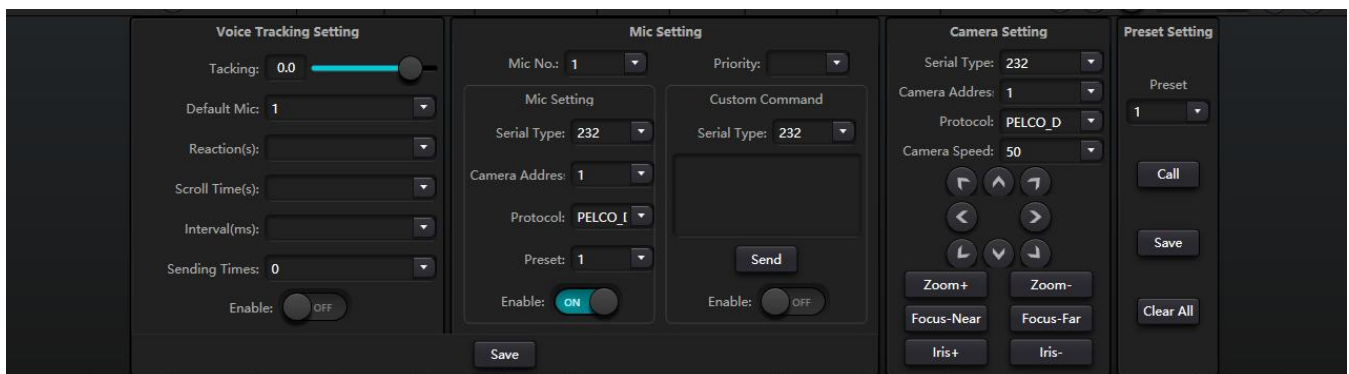 Voice Tracking Setting
Tacking: 0.0
Default Mic: 1
Reaction(s):
Scroll Time(s):
Interval(ms):
Sending Times: 0
Enable: OFF
Mic Setting
Mic No.: 1
Priority:
Mic Setting
Serial Type: 232
Camera Addres:
1
Protocol: PELCO_D
Preset: 1
Enable: ON
Custom Command
Serial Type: 232
Send
Enable: OFF
Save
Camera Setting
Serial Type: 232
Camera Addres: 1
Protocol: PELCO_D
Camera Speed: 50
Zoom+ Zoom-
Focus-Near Focus-Far
Iris+ Iris-
Preset Setting
Preset
1
Call
Save
Clear All